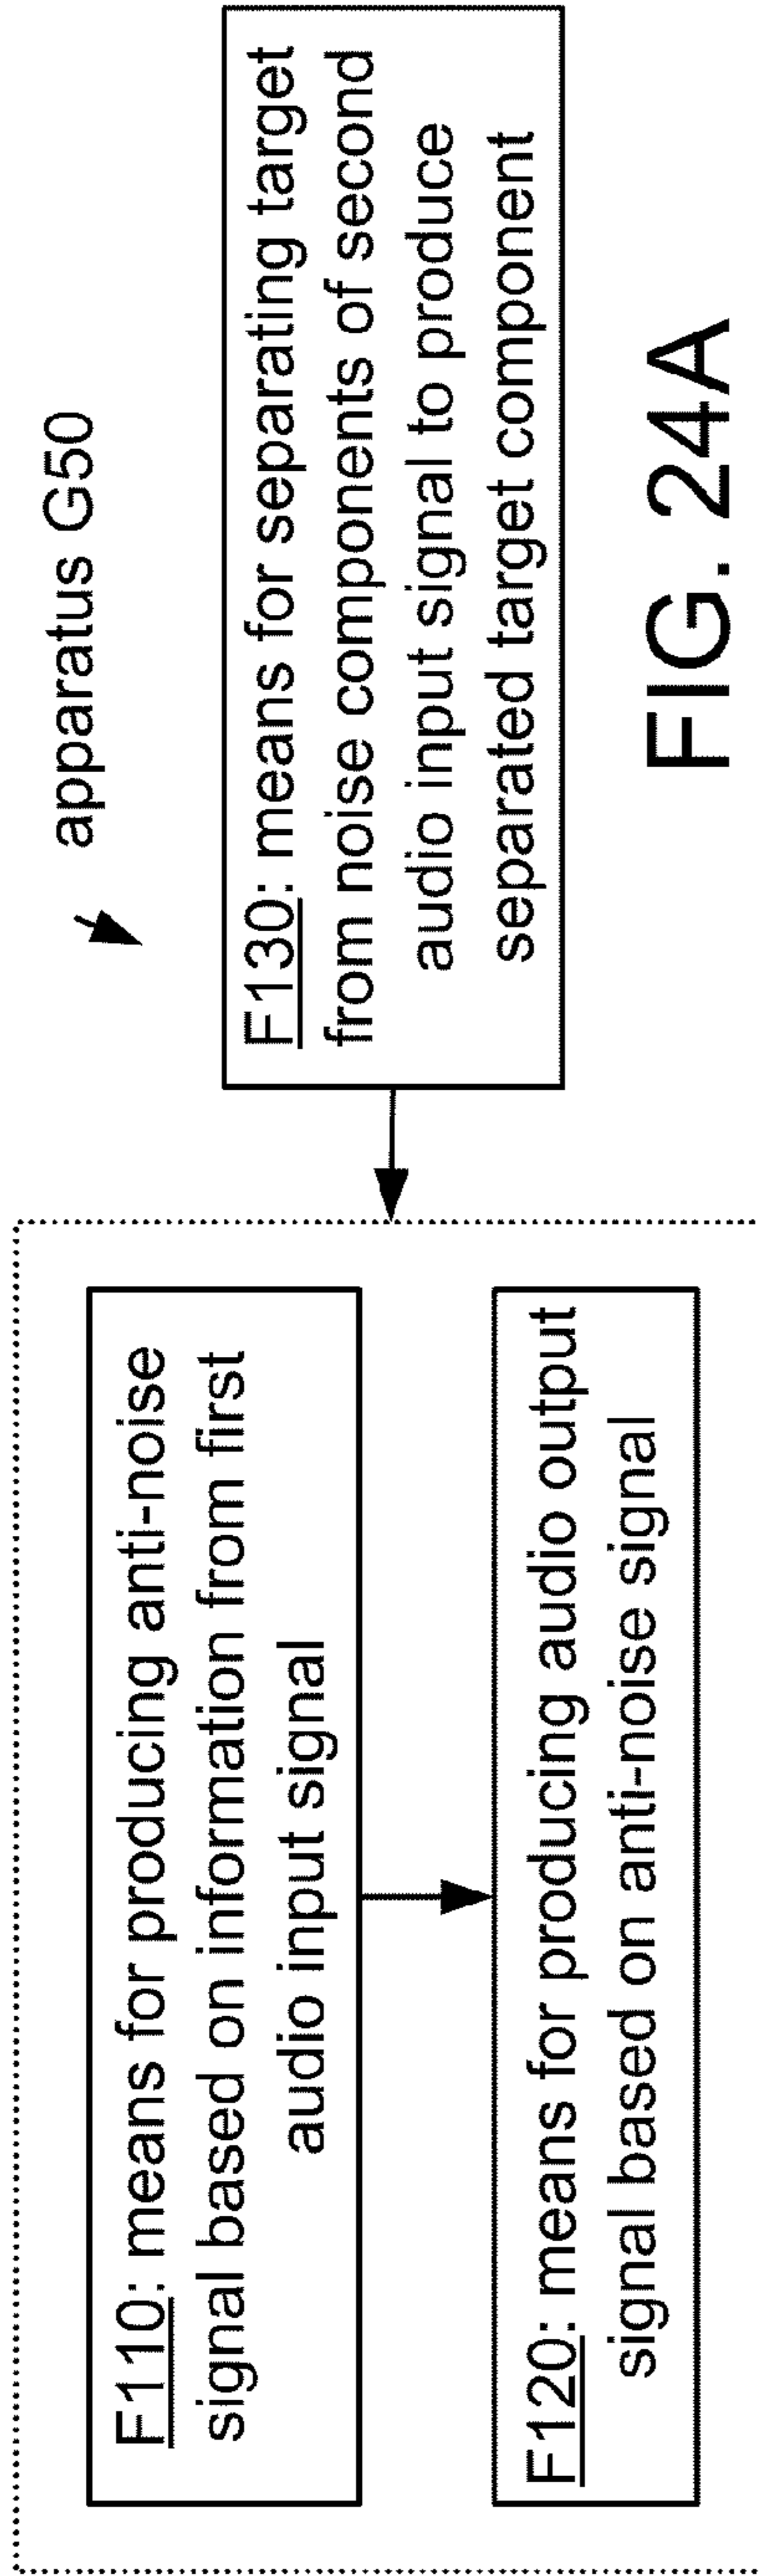 apparatus G50
F110: means for producing anti-noise
signal based on information from first
audio input signal
F120: means for producing audio output
signal based on anti-noise signal
F130: means for separating target
from noise components of second
audio input signal to produce
separated target component
FIG. 24A